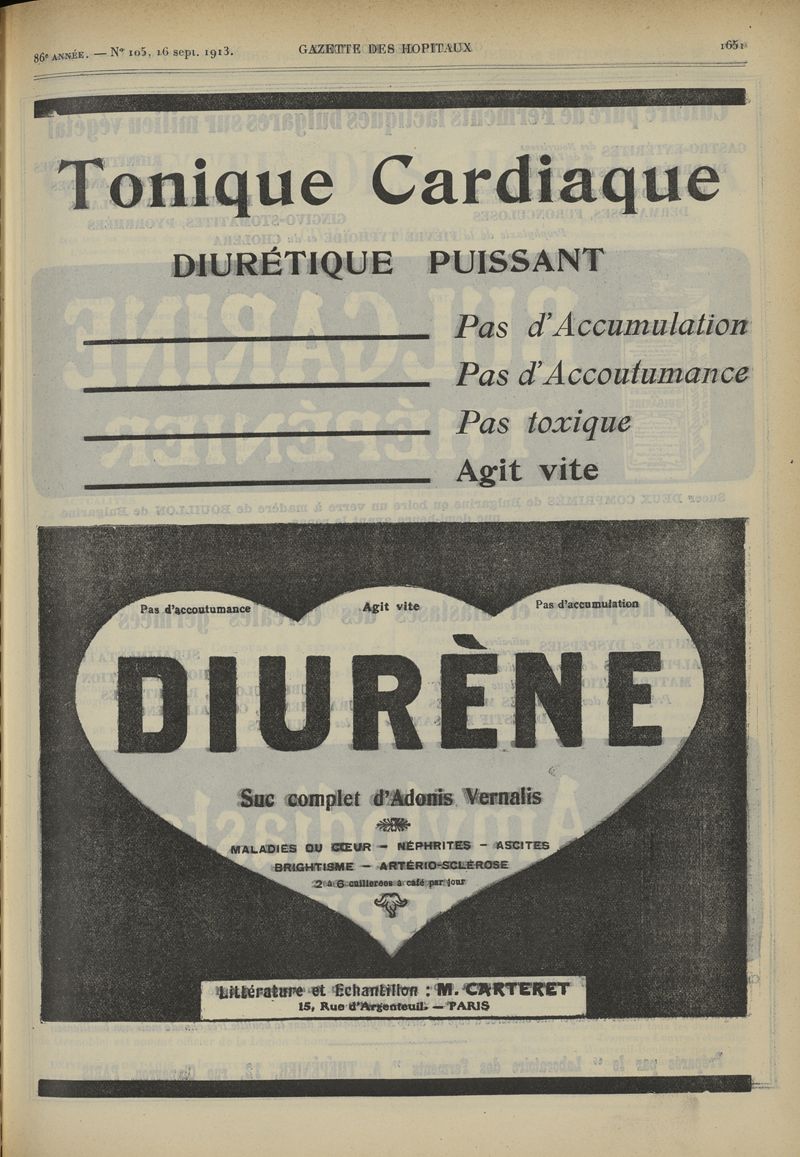 86e ANNÉE. — No 105, 16 sept. 1913. GAZETTE DES HOPITAUX 1651
Tonique Cardiaque
DIURÉTIQUE PUISSANT
Pas d'Accumulation
Pas d'Accoutumance
Pas toxique
Agit vite
Pas d'accoutumance Agit vite Pas d'accumulation
DIURÈNE
Suc complet d'Adonis Vernalis
MALADIES DU CŒUR — NÉPHRITES — ASCITES
BRIGHTISME — ARTÉRIO-SCLÉROSE
2 à 6 cuillerées à café par jour
Littérature et Echantillon : M. CARTERET
15, Rue d'Argenteuil. — PARIS